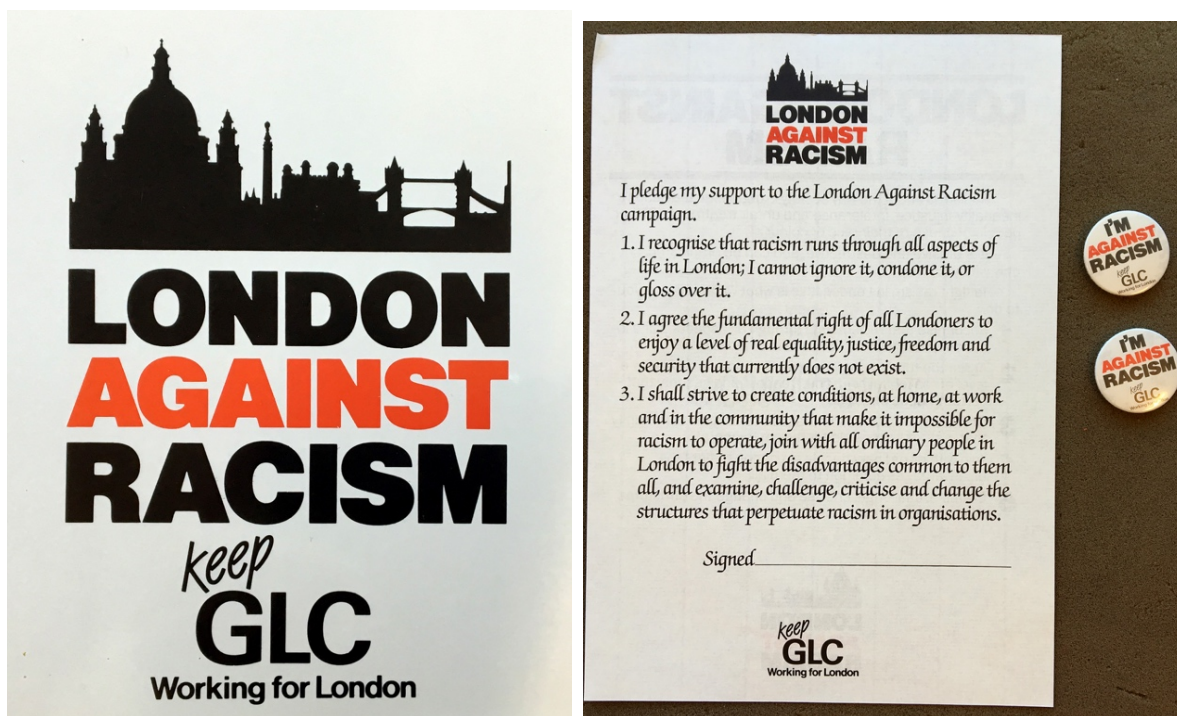 LONDON
AGAINST
RACISM
keep
GLC
Working for London
LONDON
AGAINST
RACISM
I pledge my support to the London Against Racism
campaign.
1. I recognise that racism runs through all aspects of
life in London; I cannot ignore it, condone it, or
gloss over it.
2. I agree the fundamental right of all Londoners to
enjoy a level of real equality, justice, freedom and
security that currently does not exist.
3. I shall strive to create conditions, at home, at work
and in the community that make it impossible for
racism to operate, join with all ordinary people in
London to fight the disadvantages common to them
all, and examine, challenge, criticise and change the
structures that perpetuate racism in organisations.
Signed
keep
GLC
Working for London
I'M
AGAINST
RACISM
keep
GLC
Working for London
I'M
AGAINST
RACISM
keep
GLC